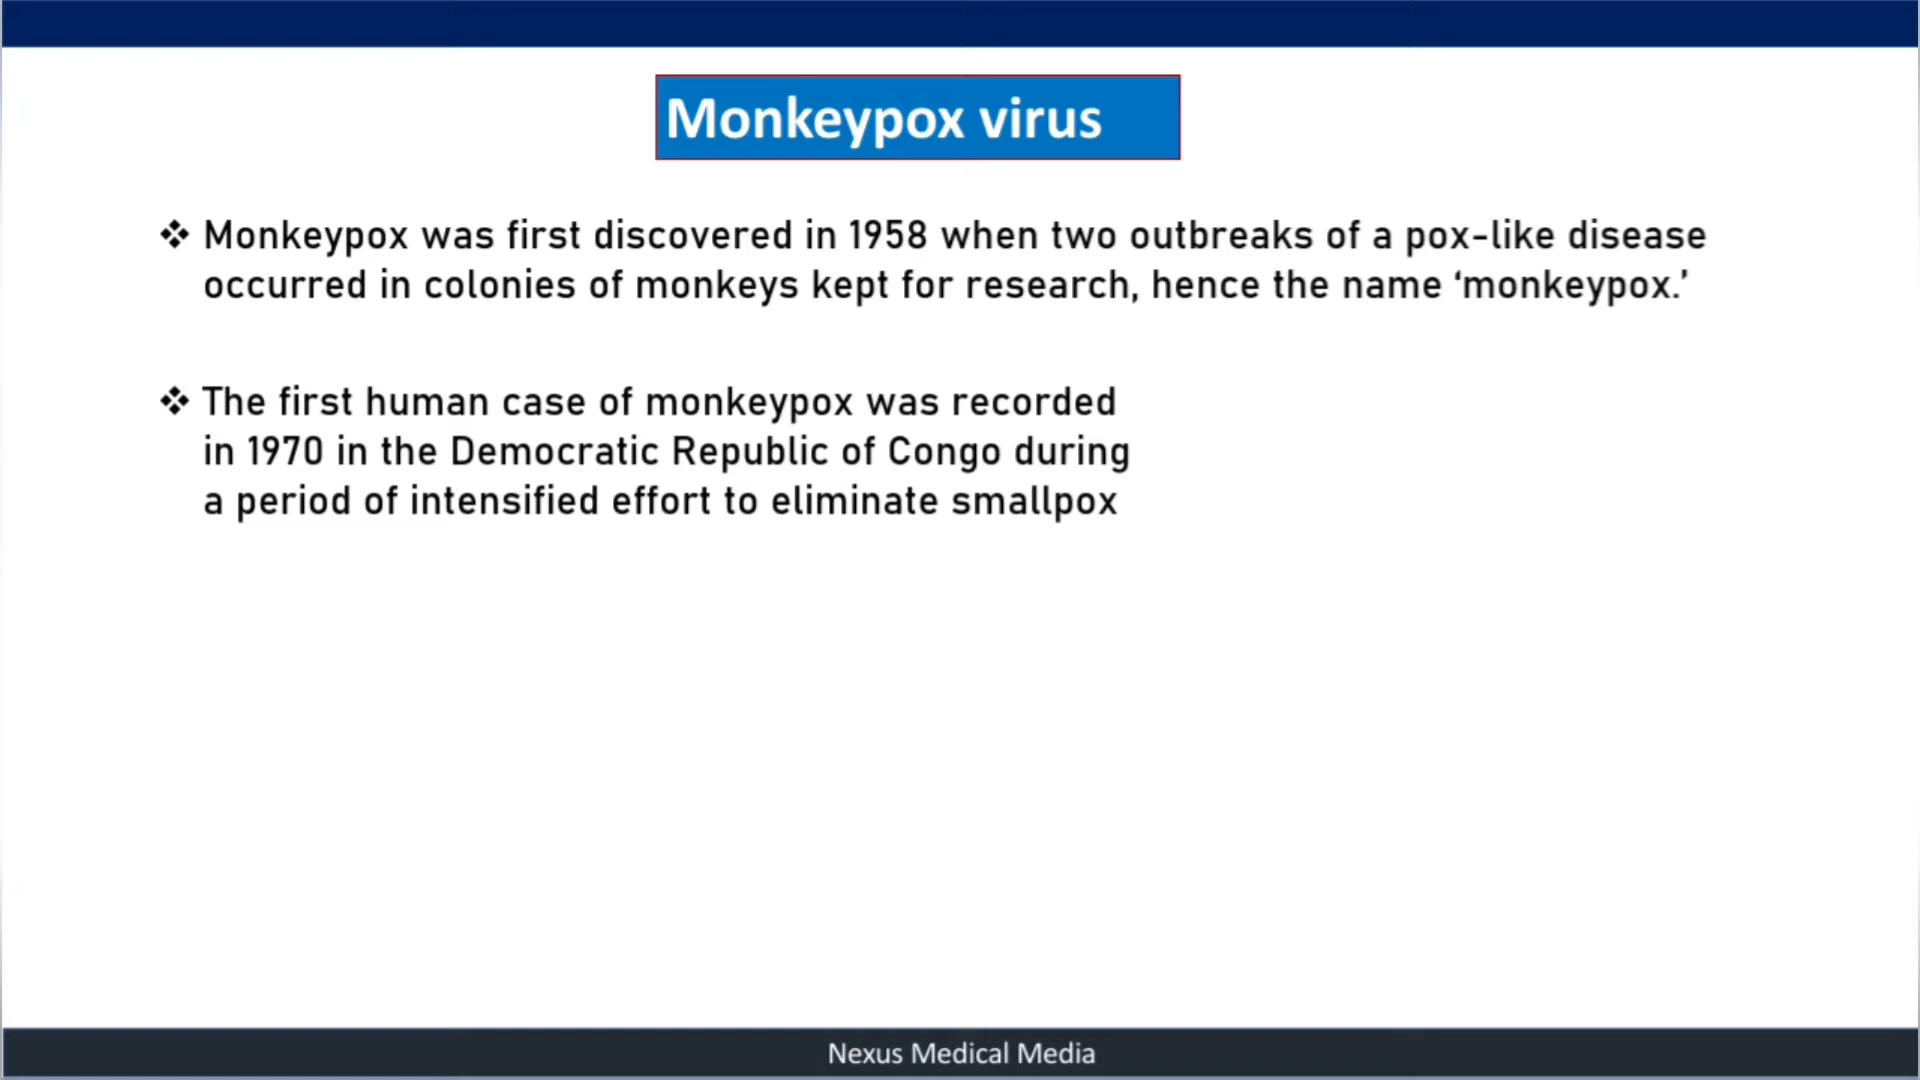 Monkeypox virus
❖ Monkeypox was first discovered in 1958 when two outbreaks of a pox-like disease
occurred in colonies of monkeys kept for research, hence the name ‘monkeypox.’
❖ The first human case of monkeypox was recorded
in 1970 in the Democratic Republic of Congo during
a period of intensified effort to eliminate smallpox
Nexus Medical Media